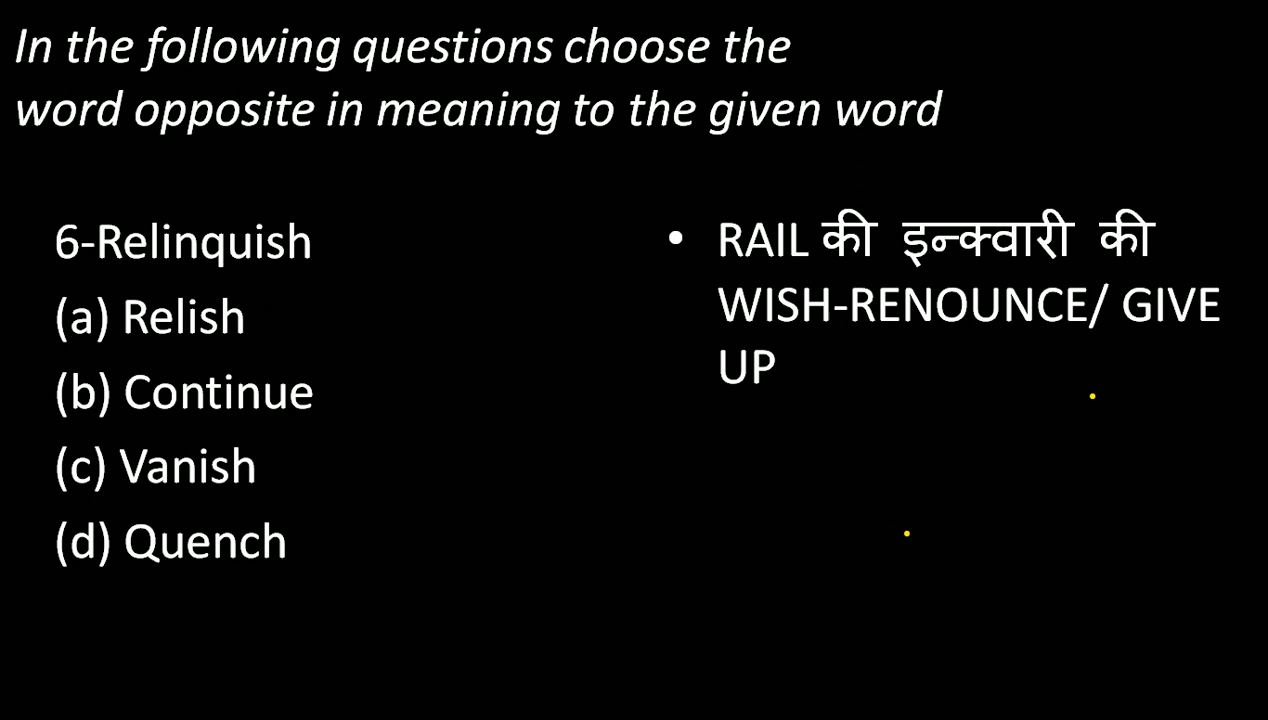 In the following questions choose the
word opposite in meaning to the given word
6-Relinquish
(a) Relish
(b) Continue
(c) Vanish
(d) Quench
• RAIL की इन्क्वारी की
WISH-RENOUNCE/ GIVE
UP